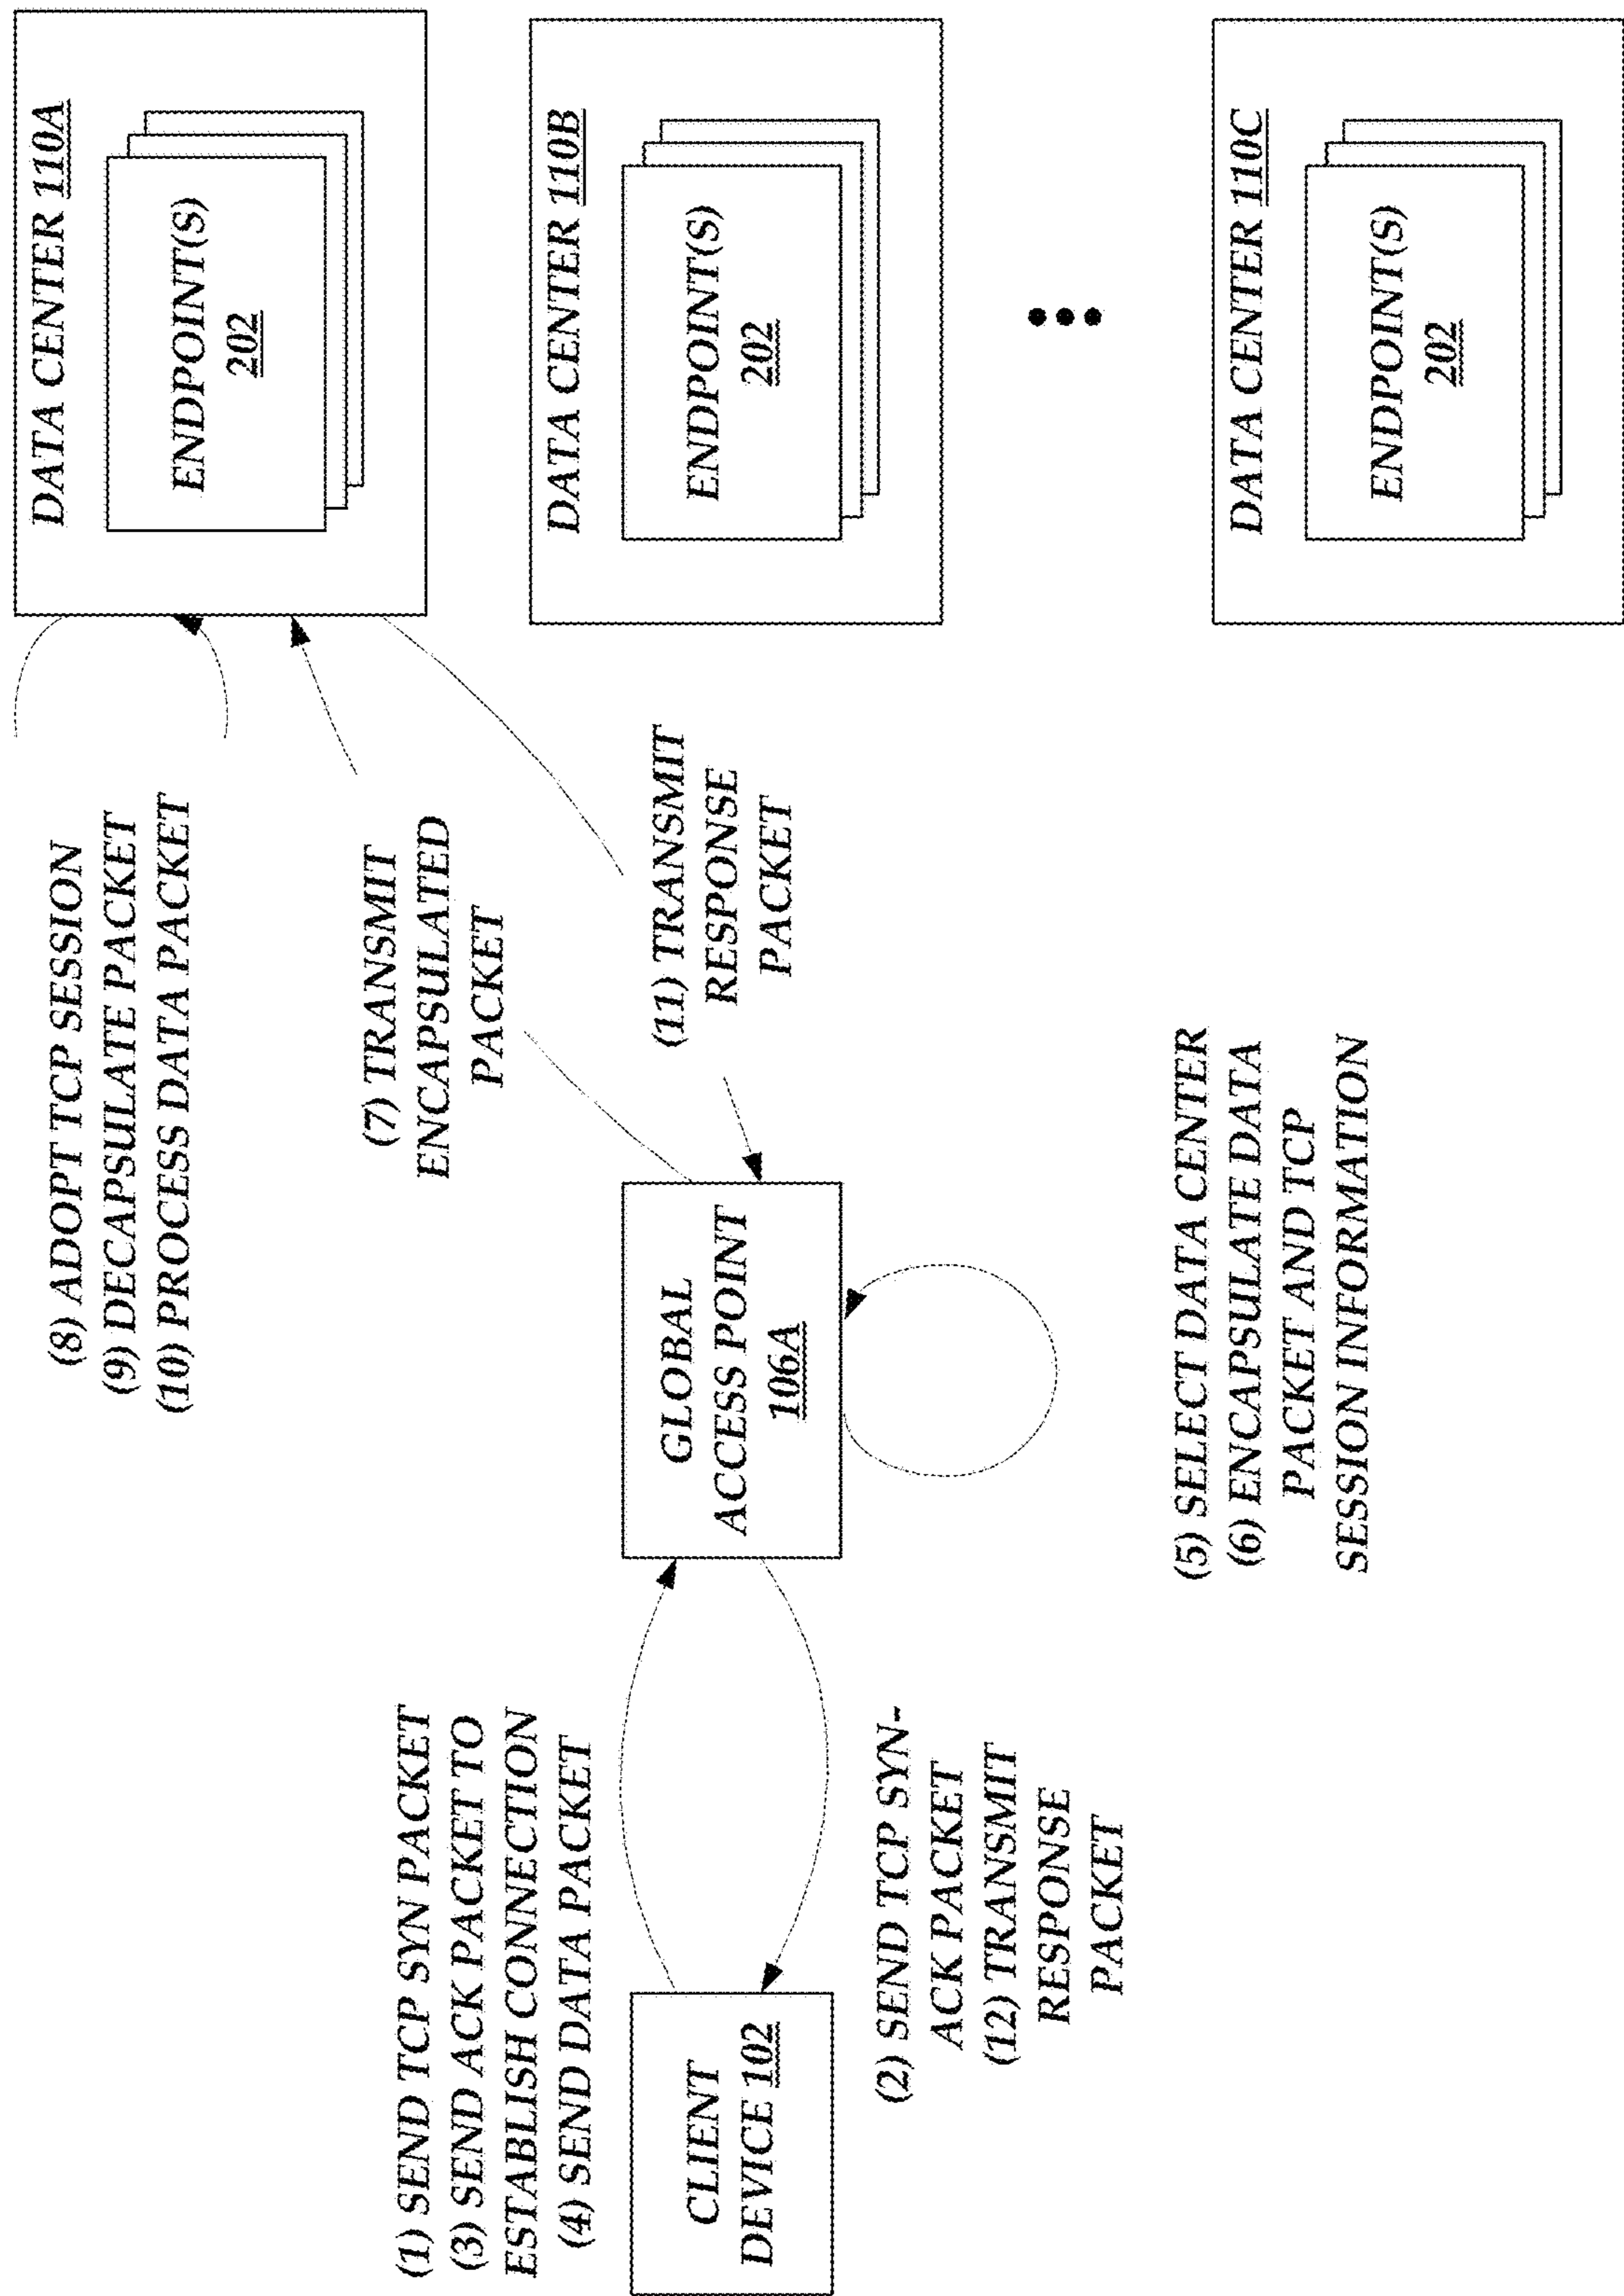 (1) SEND TCP SYN PACKET
(3) SEND ACK PACKET TO
ESTABLISH CONNECTION
(4) SEND DATA PACKET
CLIENT
DEVICE 102
(2) SEND TCP SYN-
ACK PACKET
(12) TRANSMIT
RESPONSE
PACKET
GLOBAL
ACCESS POINT
106A
(5) SELECT DATA CENTER
(6) ENCAPSULATE DATA
PACKET AND TCP
SESSION INFORMATION
(8) ADOPT TCP SESSION
(9) DECAPSULATE PACKET
(10) PROCESS DATA PACKET
(7) TRANSMIT
ENCAPSULATED
PACKET
(11) TRANSMIT
RESPONSE
PACKET
DATA CENTER 110A
ENDPOINT(S)
202
DATA CENTER 110B
ENDPOINT(S)
202
DATA CENTER 110C
ENDPOINT(S)
202